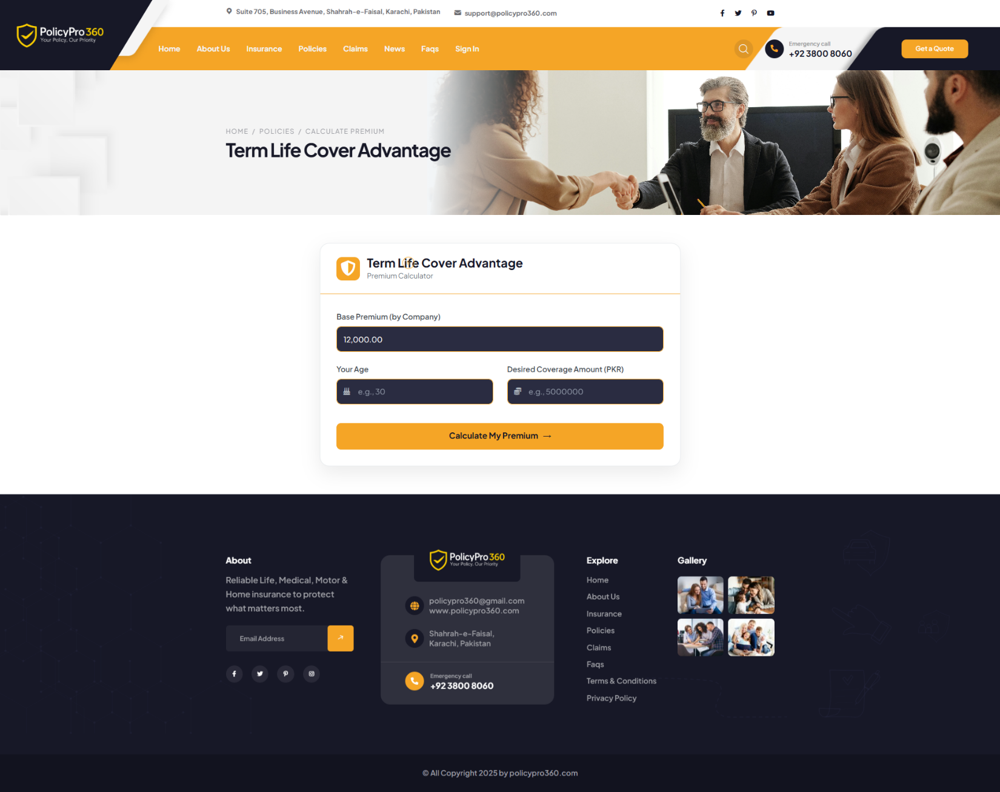 PolicyPro 360
Your Policy, Our Priority
Suite 705, Business Avenue, Shahrah-e-Faisal, Karachi, Pakistan
support@policypro360.com
Home
About Us
Insurance
Policies
Claims
News
Faqs
Sign In
Emergency call
+92 3800 8060
Get a Quote
HOME / POLICIES / CALCULATE PREMIUM
Term Life Cover Advantage
Term Life Cover Advantage
Premium Calculator
Base Premium (by Company)
12,000.00
Your Age
Desired Coverage Amount (PKR)
e.g., 30
e.g., 5000000
Calculate My Premium →
About
Reliable Life, Medical, Motor &
Home insurance to protect
what matters most.
Email Address
PolicyPro 360
Your Policy, Our Priority
policypro360@gmail.com
www.policypro360.com
Shahrah-e-Faisal,
Karachi, Pakistan
Emergency call
+92 3800 8060
Explore
Home
About Us
Insurance
Policies
Claims
Faqs
Terms & Conditions
Privacy Policy
Gallery
© All Copyright 2025 by policypro360.com